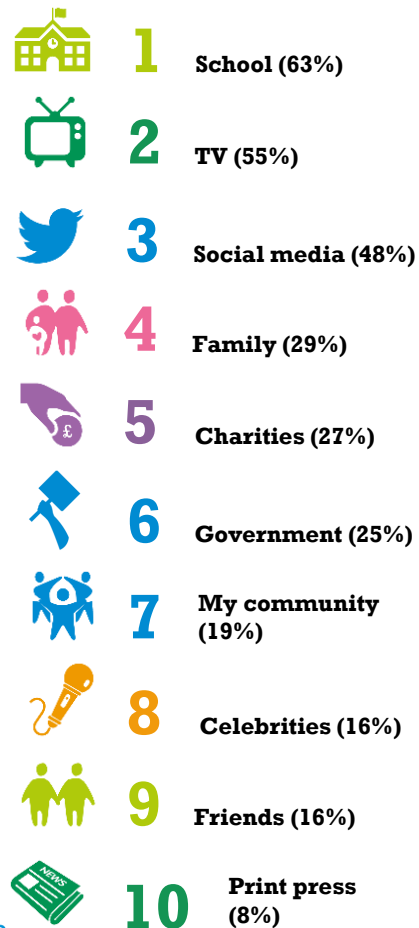 1 School (63%)
2 TV (55%)
3 Social media (48%)
4 Family (29%)
£
5 Charities (27%)
6 Government (25%)
7 My community
(19%)
8 Celebrities (16%)
9 Friends (16%)
NEWS
10 Print press
(8%)